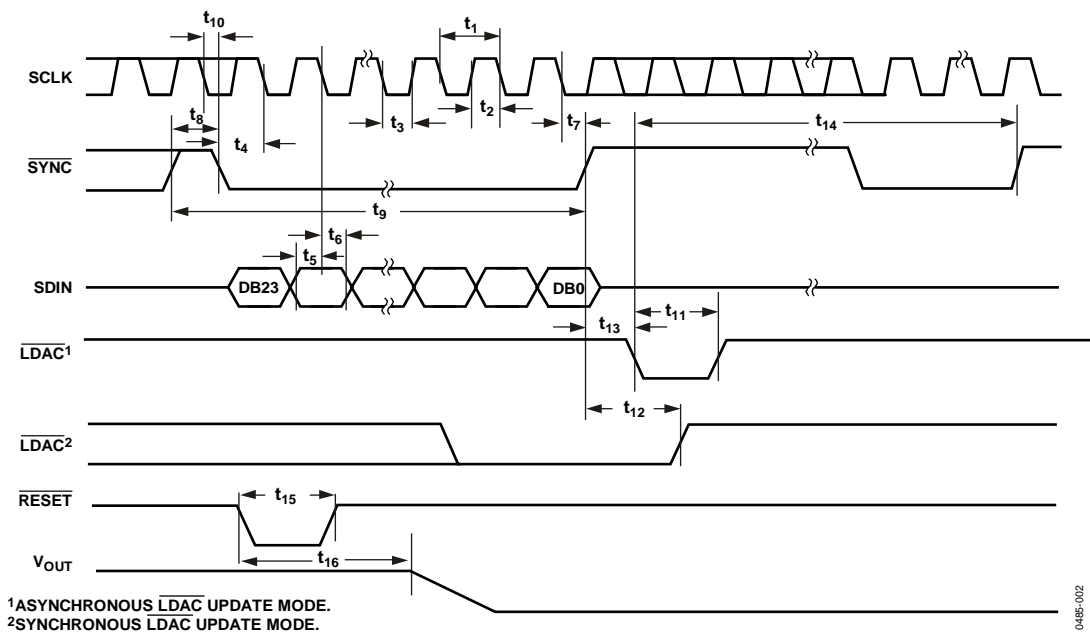 t10
t1
SCLK
t2
t3
t7
t8
t4
t14
SYNC
t9
t6
t5
SDIN
DB23
DB0
t13
t11
LDAC1
t12
LDAC2
RESET
t15
t16
VOUT
1ASYNCHRONOUS LDAC UPDATE MODE.
2SYNCHRONOUS LDAC UPDATE MODE.
0485-002